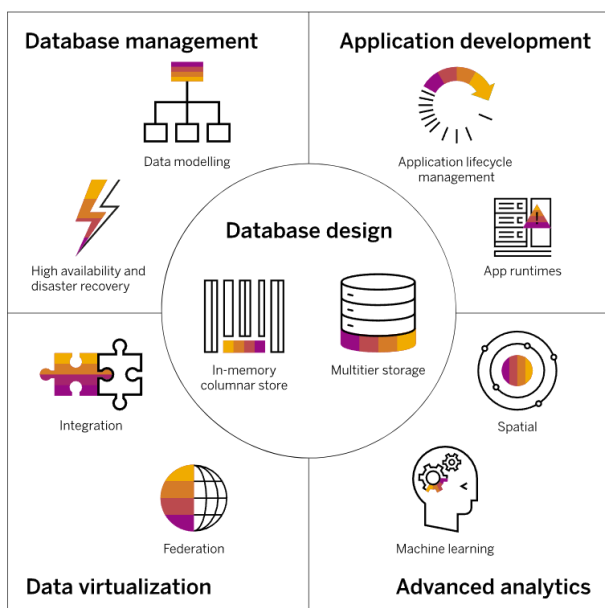 Database management
Data modelling
High availability and
disaster recovery
Application development
Application lifecycle
management
App runtimes
Database design
In-memory
columnar store
Multitier storage
Integration
Federation
Data virtualization
Spatial
Machine learning
Advanced analytics